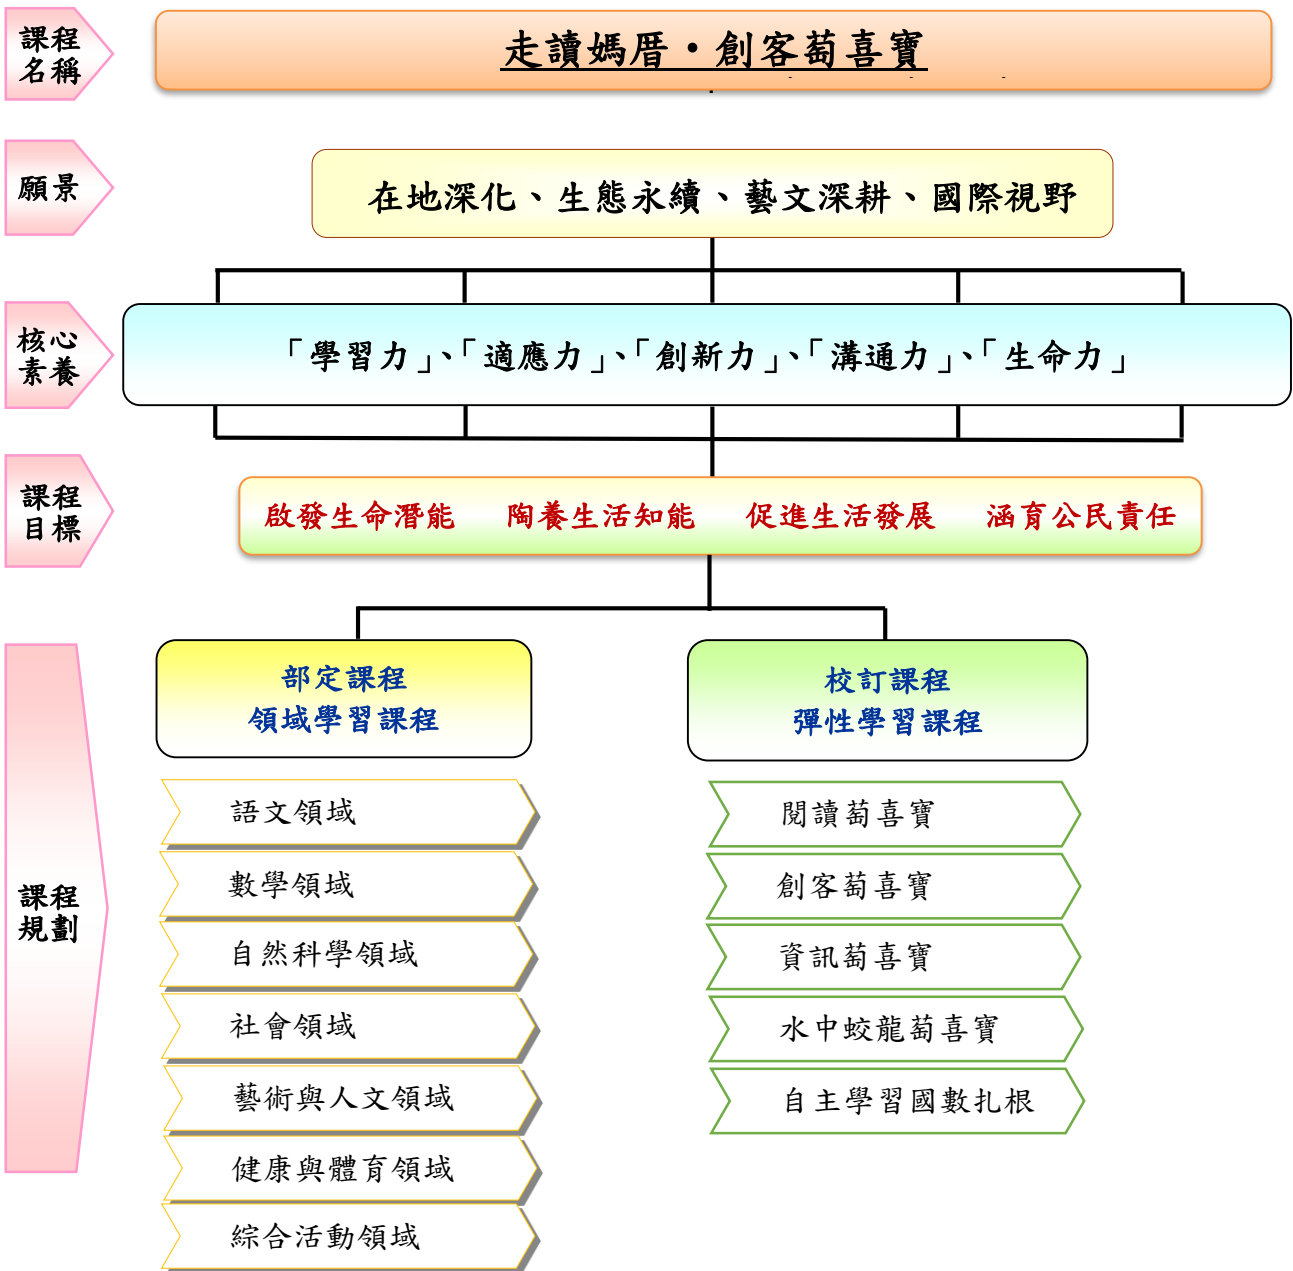 課程
名稱
走讀媽厝・創客萄喜寶
願景
在地深化、生態永續、藝文深耕、國際視野
核心
素養
「學習力」、「適應力」、「創新力」、「溝通力」、「生命力」
課程
目標
啟發生命潛能 陶養生活知能 促進生活發展 涵育公民責任
課程
規劃
部定課程
領域學習課程
語文領域
數學領域
自然科學領域
社會領域
藝術與人文領域
健康與體育領域
綜合活動領域
校訂課程
彈性學習課程
閱讀萄喜寶
創客萄喜寶
資訊萄喜寶
水中蛟龍萄喜寶
自主學習國數扎根